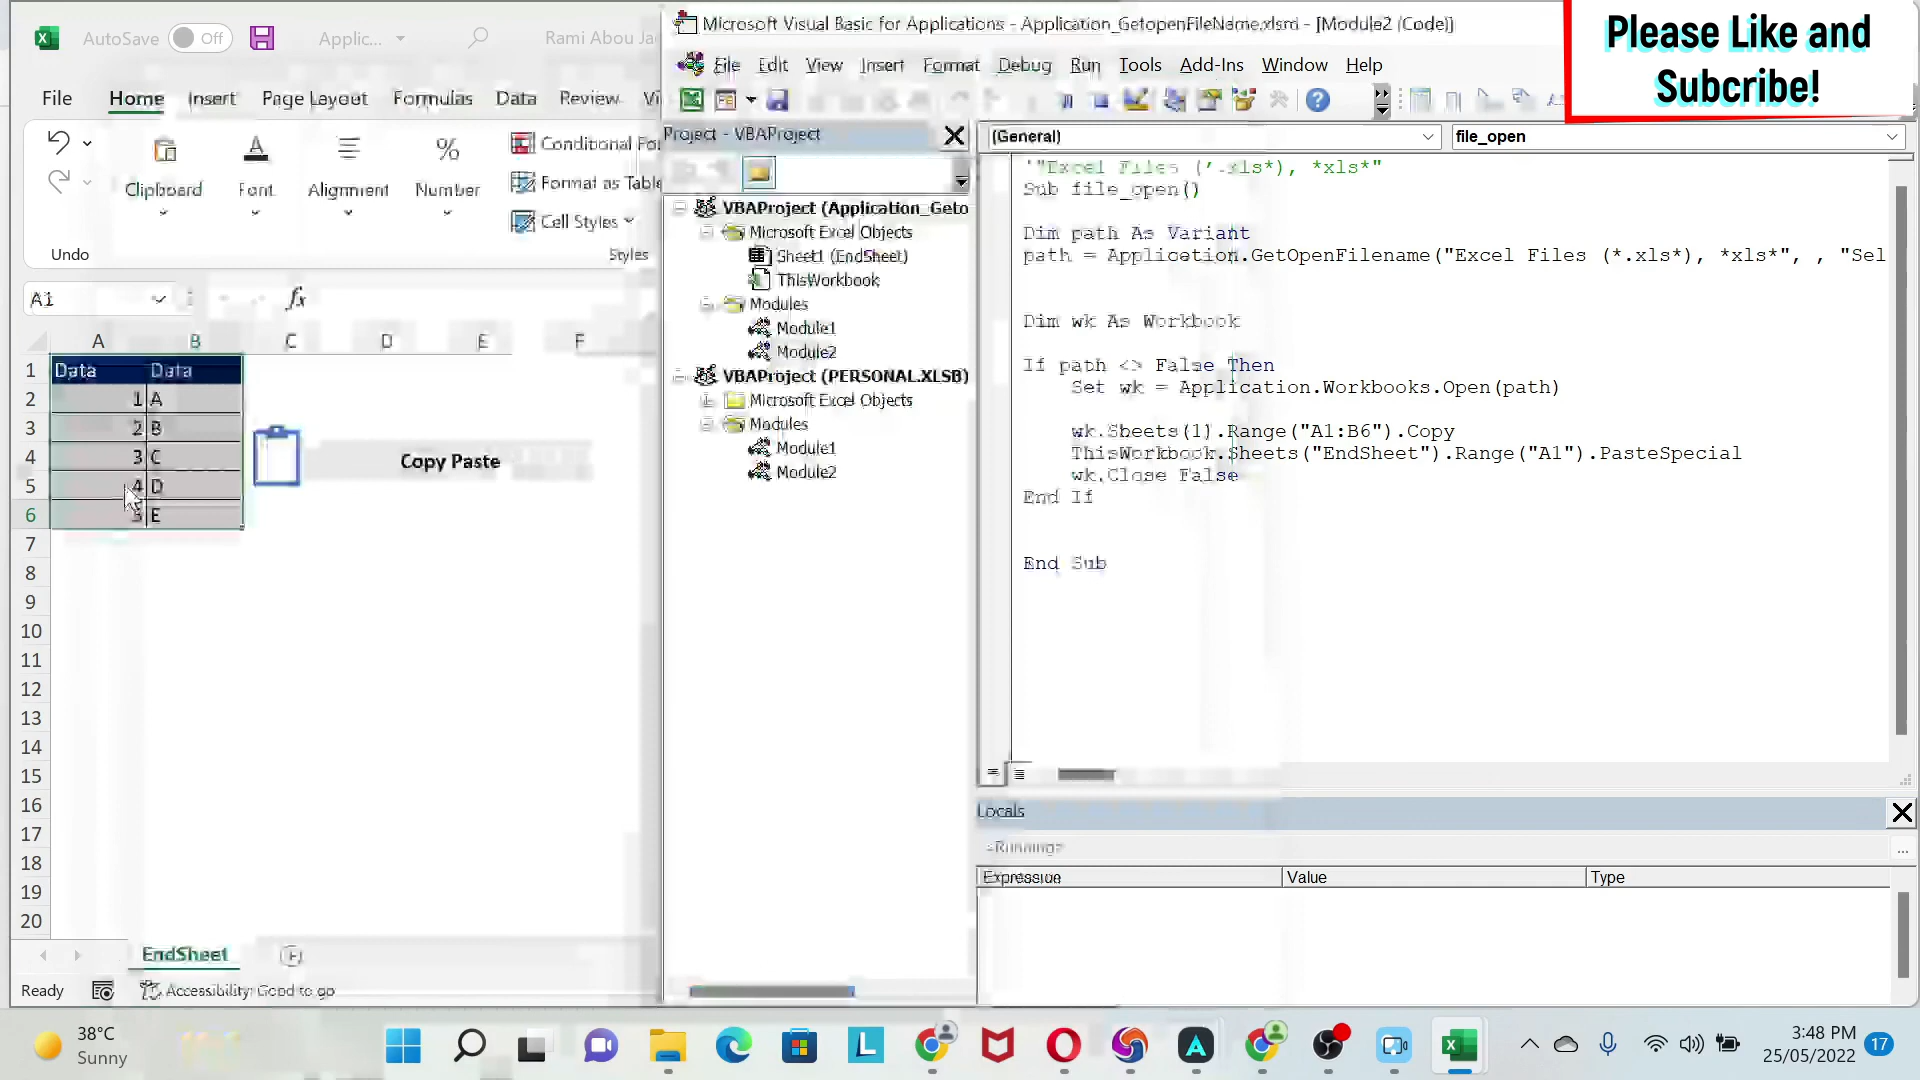 AutoSave Off Applic... Rami Abou Ja
File Home Insert Page Layout Formulas Data Review Vi
Clipboard Font Alignment Number
Conditional Fo
Format as Table
Cell Styles
Undo Styles
A1 fx
A B C D E F
1 Data Data
2 1 A
3 2 B
4 3 C
5 4 D
6 5 E
Copy Paste
7
8
9
10
11
12
13
14
15
16
17
18
19
20
EndSheet
Ready Accessibility: Good to go
Microsoft Visual Basic for Applications - Application_GetopenFileName.xlsm - [Module2 (Code)]
File Edit View Insert Format Debug Run Tools Add-Ins Window Help
Project - VBAProject
VBAProject (Application_Geto
Microsoft Excel Objects
Sheet1 (EndSheet)
ThisWorkbook
Modules
Module1
Module2
VBAProject (PERSONAL.XLSB)
Microsoft Excel Objects
Modules
Module1
Module2
(General) file_open
'"Excel Files (*.xls*), *xls*"
Sub file_open()
Dim path As Variant
path = Application.GetOpenFilename("Excel Files (*.xls*), *xls*", , "Sel
Dim wk As Workbook
If path <> False Then
Set wk = Application.Workbooks.Open(path)
wk.Sheets(1).Range("A1:B6").Copy
ThisWorkbook.Sheets("EndSheet").Range("A1").PasteSpecial
wk.Close False
End If
End Sub
Locals
<Running>
Expression Value Type
Please Like and
Subcribe!
38°C
Sunny
3:48 PM
25/05/2022
17